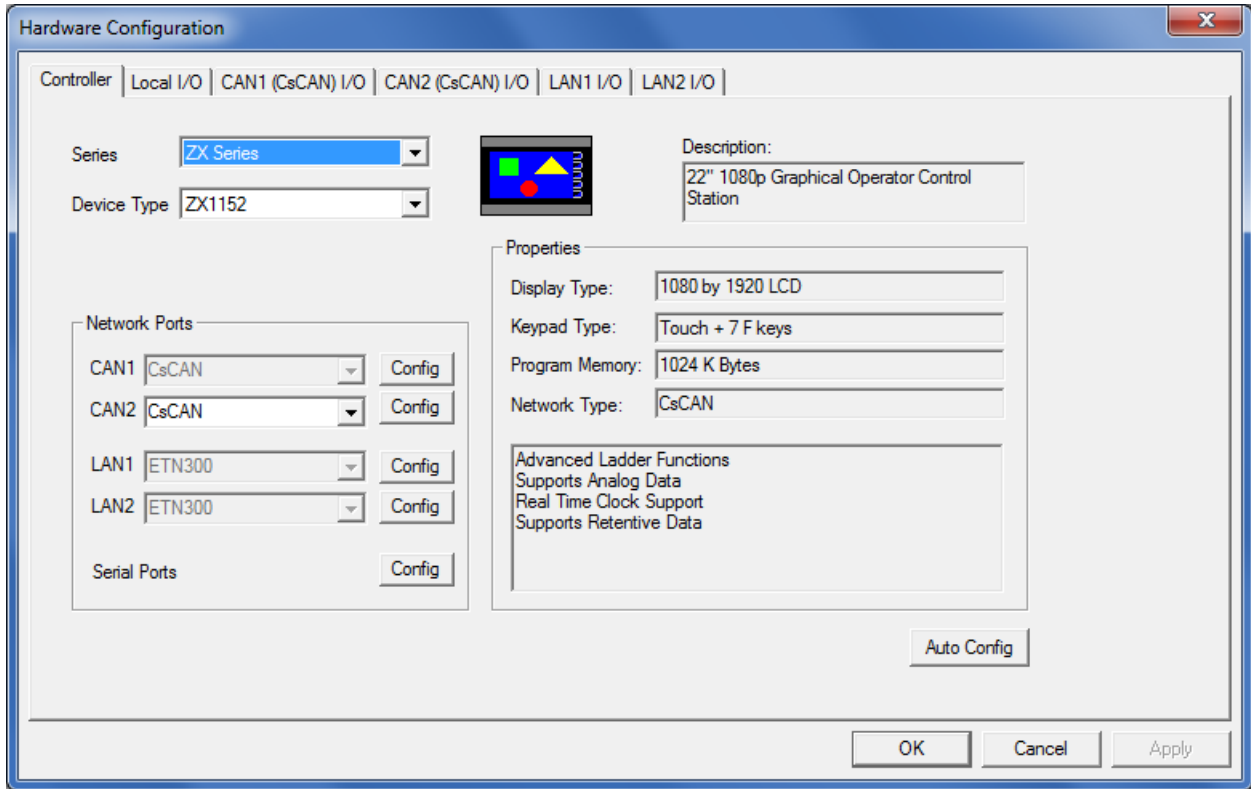 Hardware Configuration
Controller
Local I/O
CAN1 (CsCAN) I/O
CAN2 (CsCAN) I/O
LAN1 I/O
LAN2 I/O
Series
ZX Series
Device Type
ZX1152
Description:
22" 1080p Graphical Operator Control
Station
Network Ports
CAN1
CsCAN
Config
CAN2
CsCAN
Config
LAN1
ETN300
Config
LAN2
ETN300
Config
Serial Ports
Config
Properties
Display Type:
1080 by 1920 LCD
Keypad Type:
Touch + 7 F keys
Program Memory:
1024 K Bytes
Network Type:
CsCAN
Advanced Ladder Functions
Supports Analog Data
Real Time Clock Support
Supports Retentive Data
Auto Config
OK
Cancel
Apply